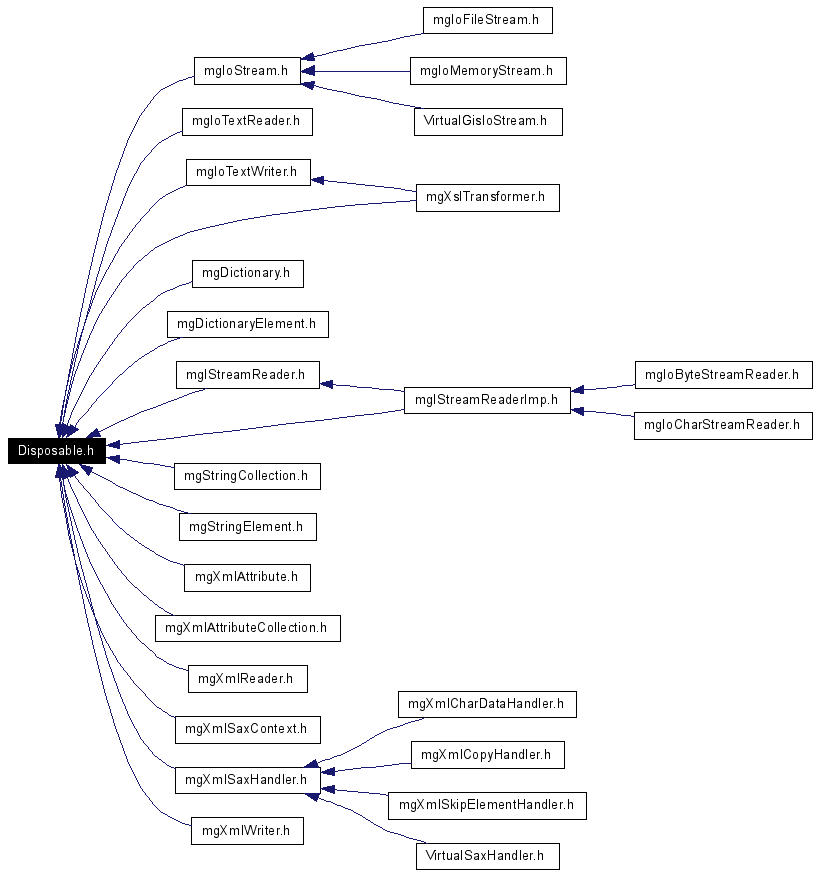 mgIoFileStream.h
mgIoStream.h
mgIoMemoryStream.h
VirtualGisIoStream.h
mgIoTextReader.h
mgIoTextWriter.h
mgXslTransformer.h
mgDictionary.h
mgDictionaryElement.h
mgIStreamReader.h
mgIoByteStreamReader.h
mgIStreamReaderImp.h
mgIoCharStreamReader.h
Disposable.h
mgStringCollection.h
mgStringElement.h
mgXmlAttribute.h
mgXmlAttributeCollection.h
mgXmlReader.h
mgXmlCharDataHandler.h
mgXmlSaxContext.h
mgXmlCopyHandler.h
mgXmlSaxHandler.h
mgXmlSkipElementHandler.h
mgXmlWriter.h
VirtualSaxHandler.h